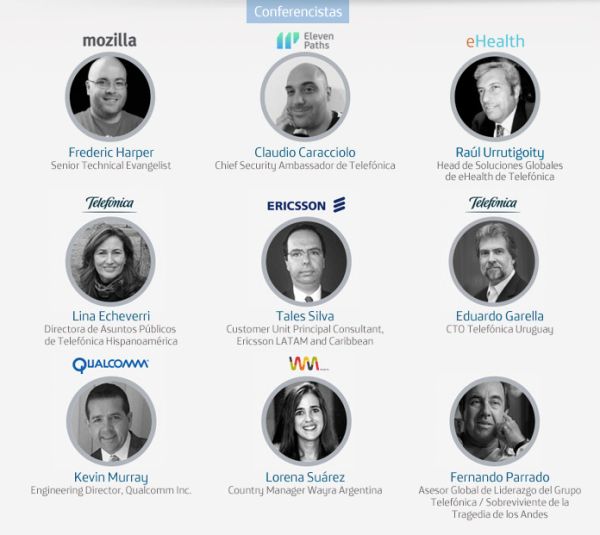 Conferencistas
mozilla
Frederic Harper
Senior Technical Evangelist
Eleven
Paths
Claudio Caracciolo
Chief Security Ambassador de Telefónica
eHealth
Raúl Urrutigoity
Head de Soluciones Globales
de eHealth de Telefónica
Telefónica
Lina Echeverri
Directora de Asuntos Públicos
de Telefónica Hispanoamérica
ERICSSON
Tales Silva
Customer Unit Principal Consultant,
Ericsson LATAM and Caribbean
Telefónica
Eduardo Garella
CTO Telefónica Uruguay
QUALCOMM
Kevin Murray
Engineering Director, Qualcomm Inc.
Lorena Suárez
Country Manager Wayra Argentina
Fernando Parrado
Asesor Global de Liderazgo del Grupo
Telefónica / Sobreviviente de la
Tragedia de los Andes